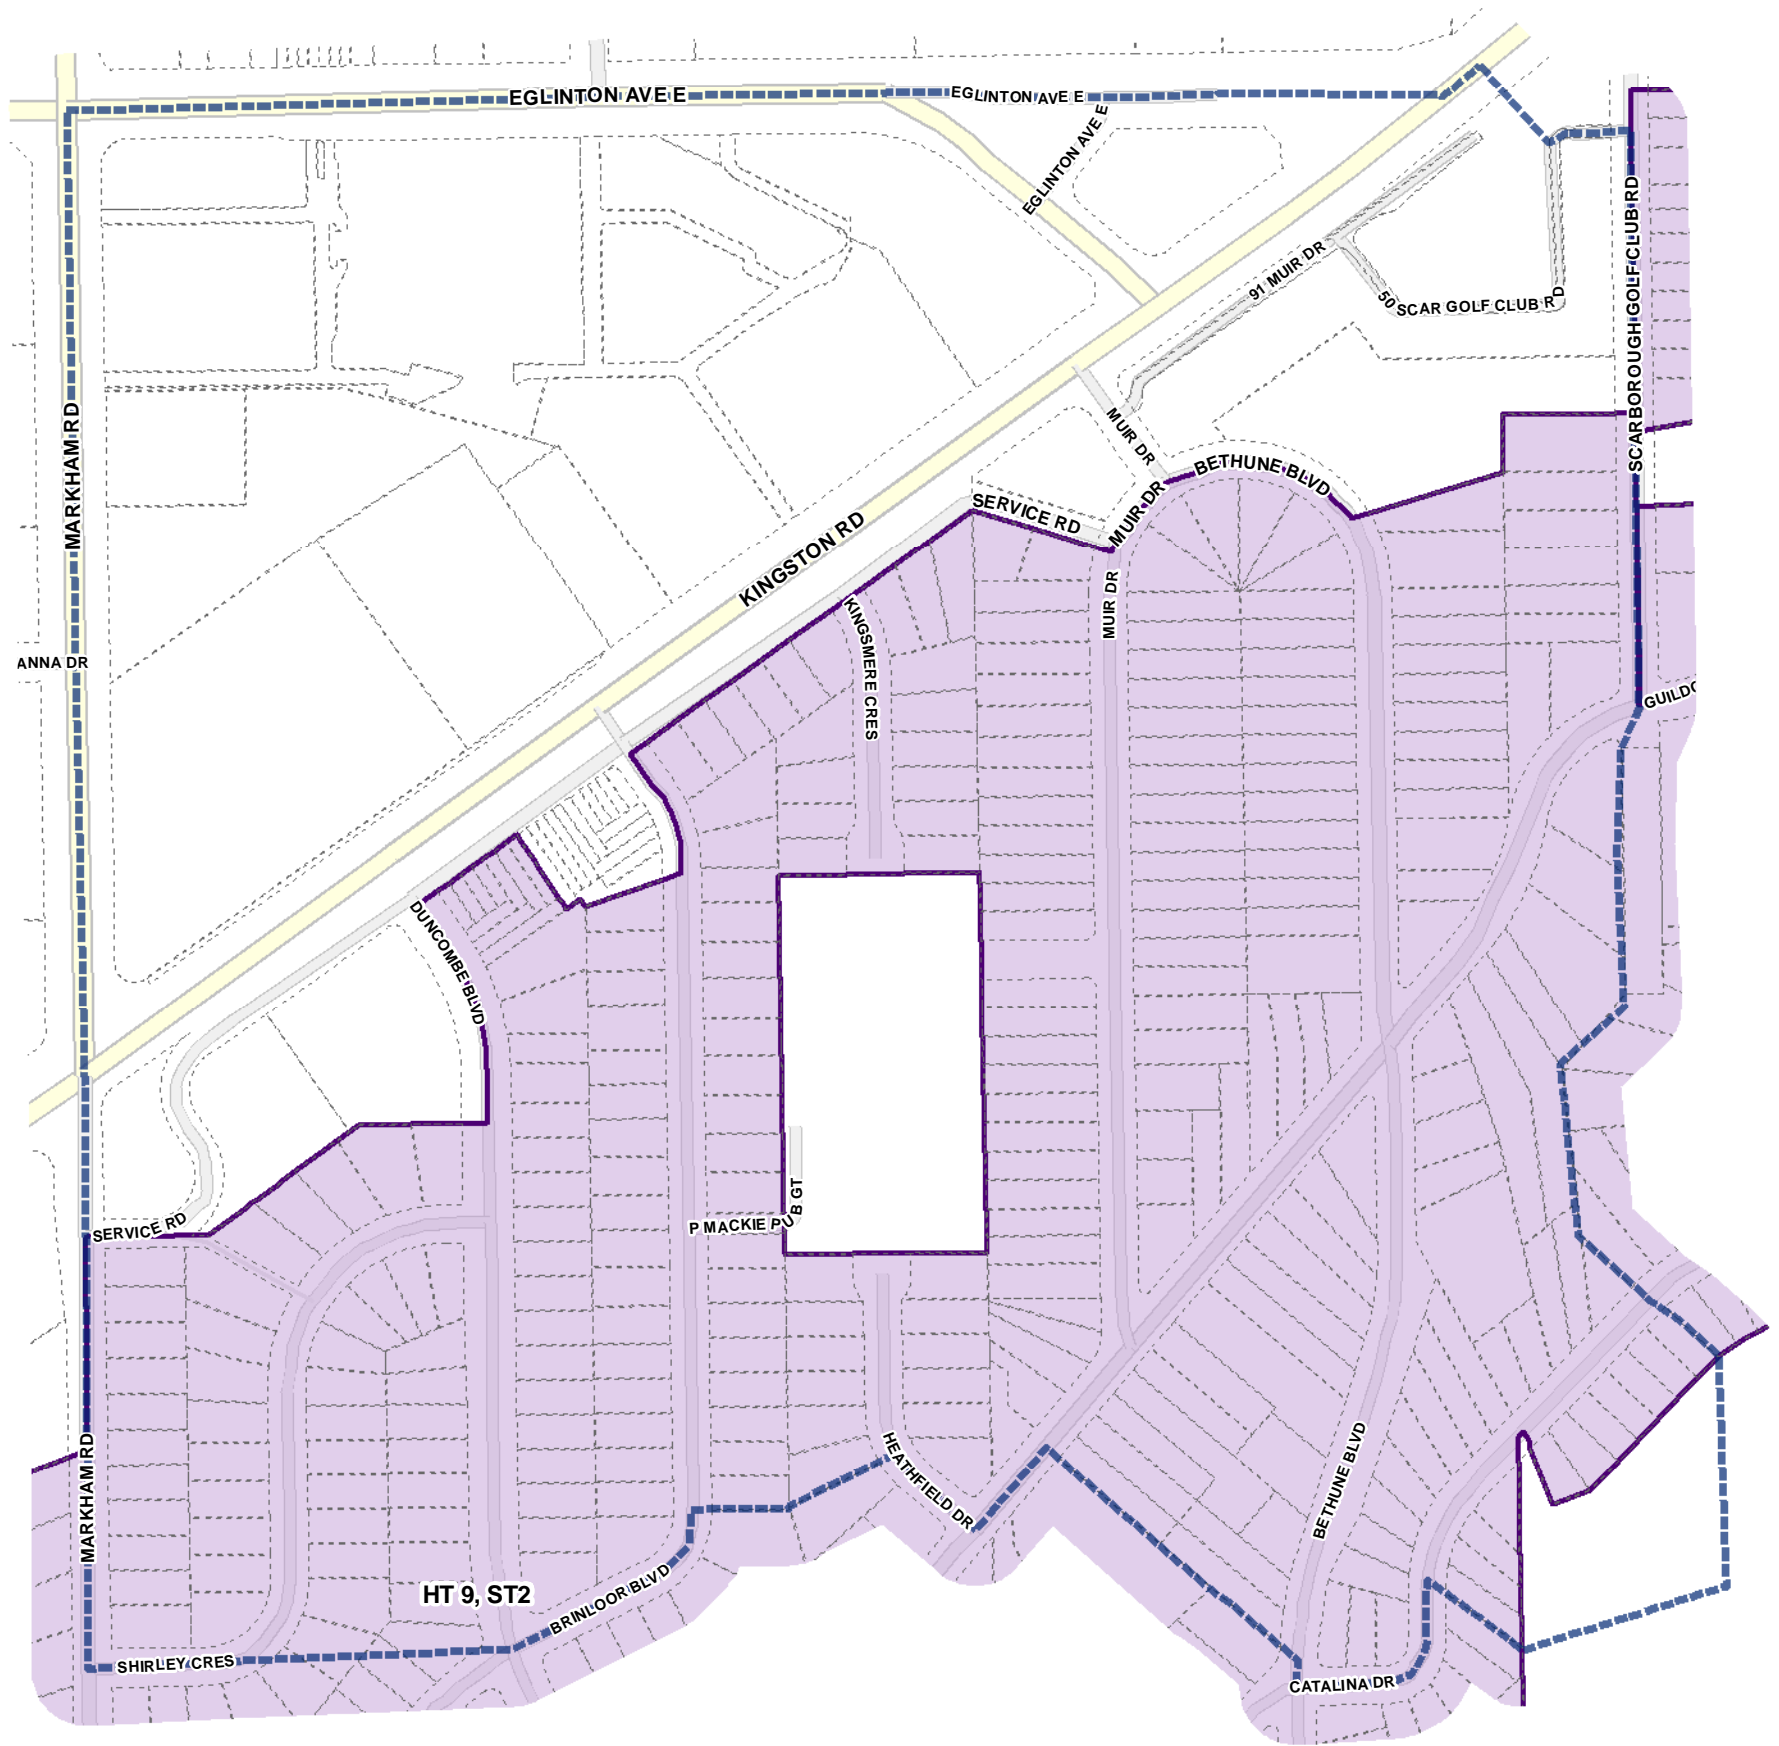 EGLINTON AVE E
EGLINTON AVE E
EGLINTON AVE E
SCARBOROUGH GOLF CLUB RD
91 MUIR DR
50 SCAR GOLF CLUB RD
MARKHAM RD
MUIR DR
BETHUNE BLVD
SERVICE RD
MUIR DR
KINGSTON RD
MUIR DR
KINGSMERE CRES
ANNA DR
DUNCOMBE BLVD
P MACKIE PUB GT
SERVICE RD
HEATHFIELD DR
BETHUNE BLVD
MARKHAM RD
HT 9, ST2
BRINLOOR BLVD
SHIRLEY CRES
CATALINA DR